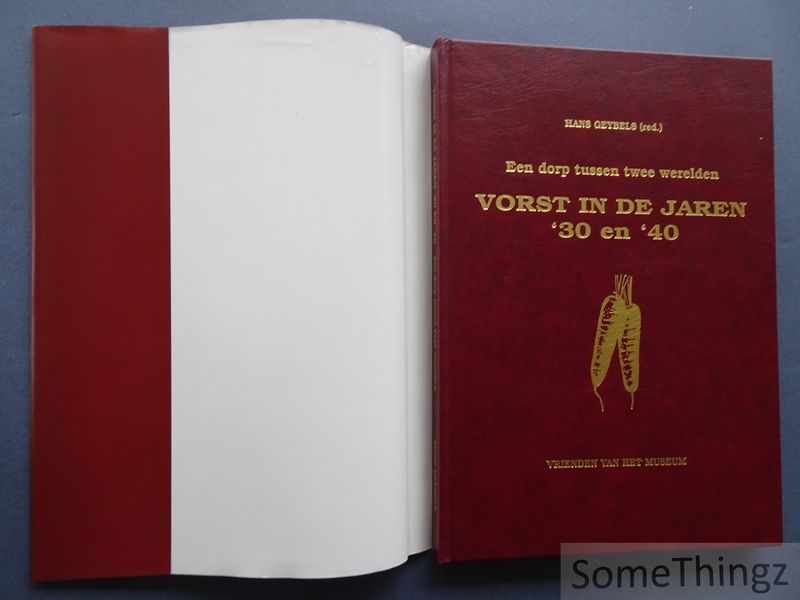 HANS GEYBELS (red.)
Een dorp tussen twee werelden
VORST IN DE JAREN
‘30 en ‘40
VRIENDEN VAN HET MUSEUM
SomeThingz